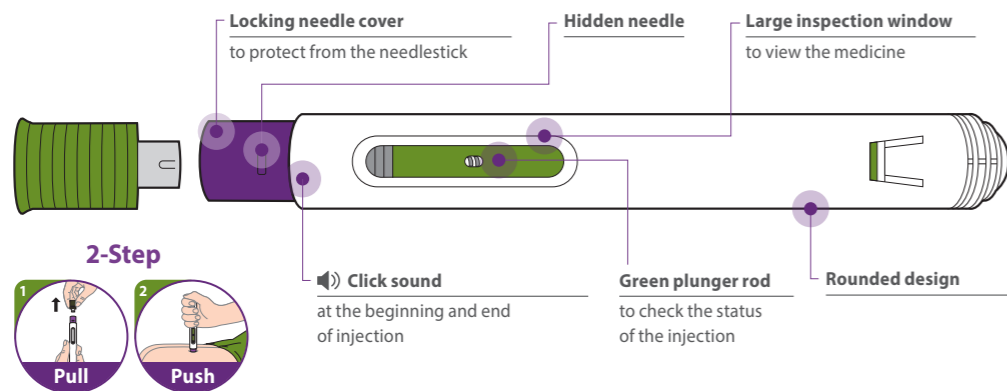 Locking needle cover
to protect from the needlestick
Hidden needle
Large inspection window
to view the medicine
2-Step
1
Pull
2
Push
Click sound
at the beginning and end
of injection
Green plunger rod
to check the status
of the injection
Rounded design